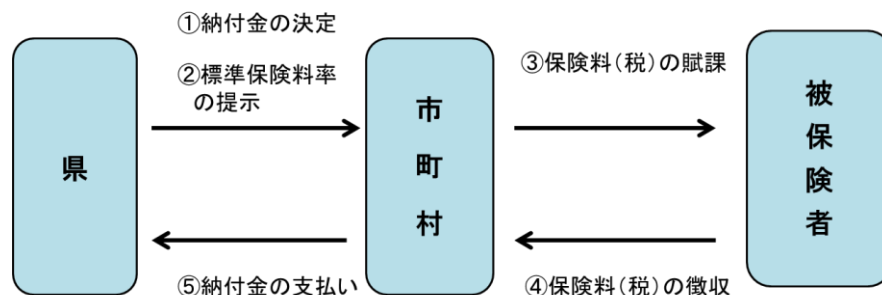 ①納付金の決定
②標準保険料率
の提示
③保険料(税)の賦課
県
市町村
被保険者
⑤納付金の支払い
④保険料(税)の徴収